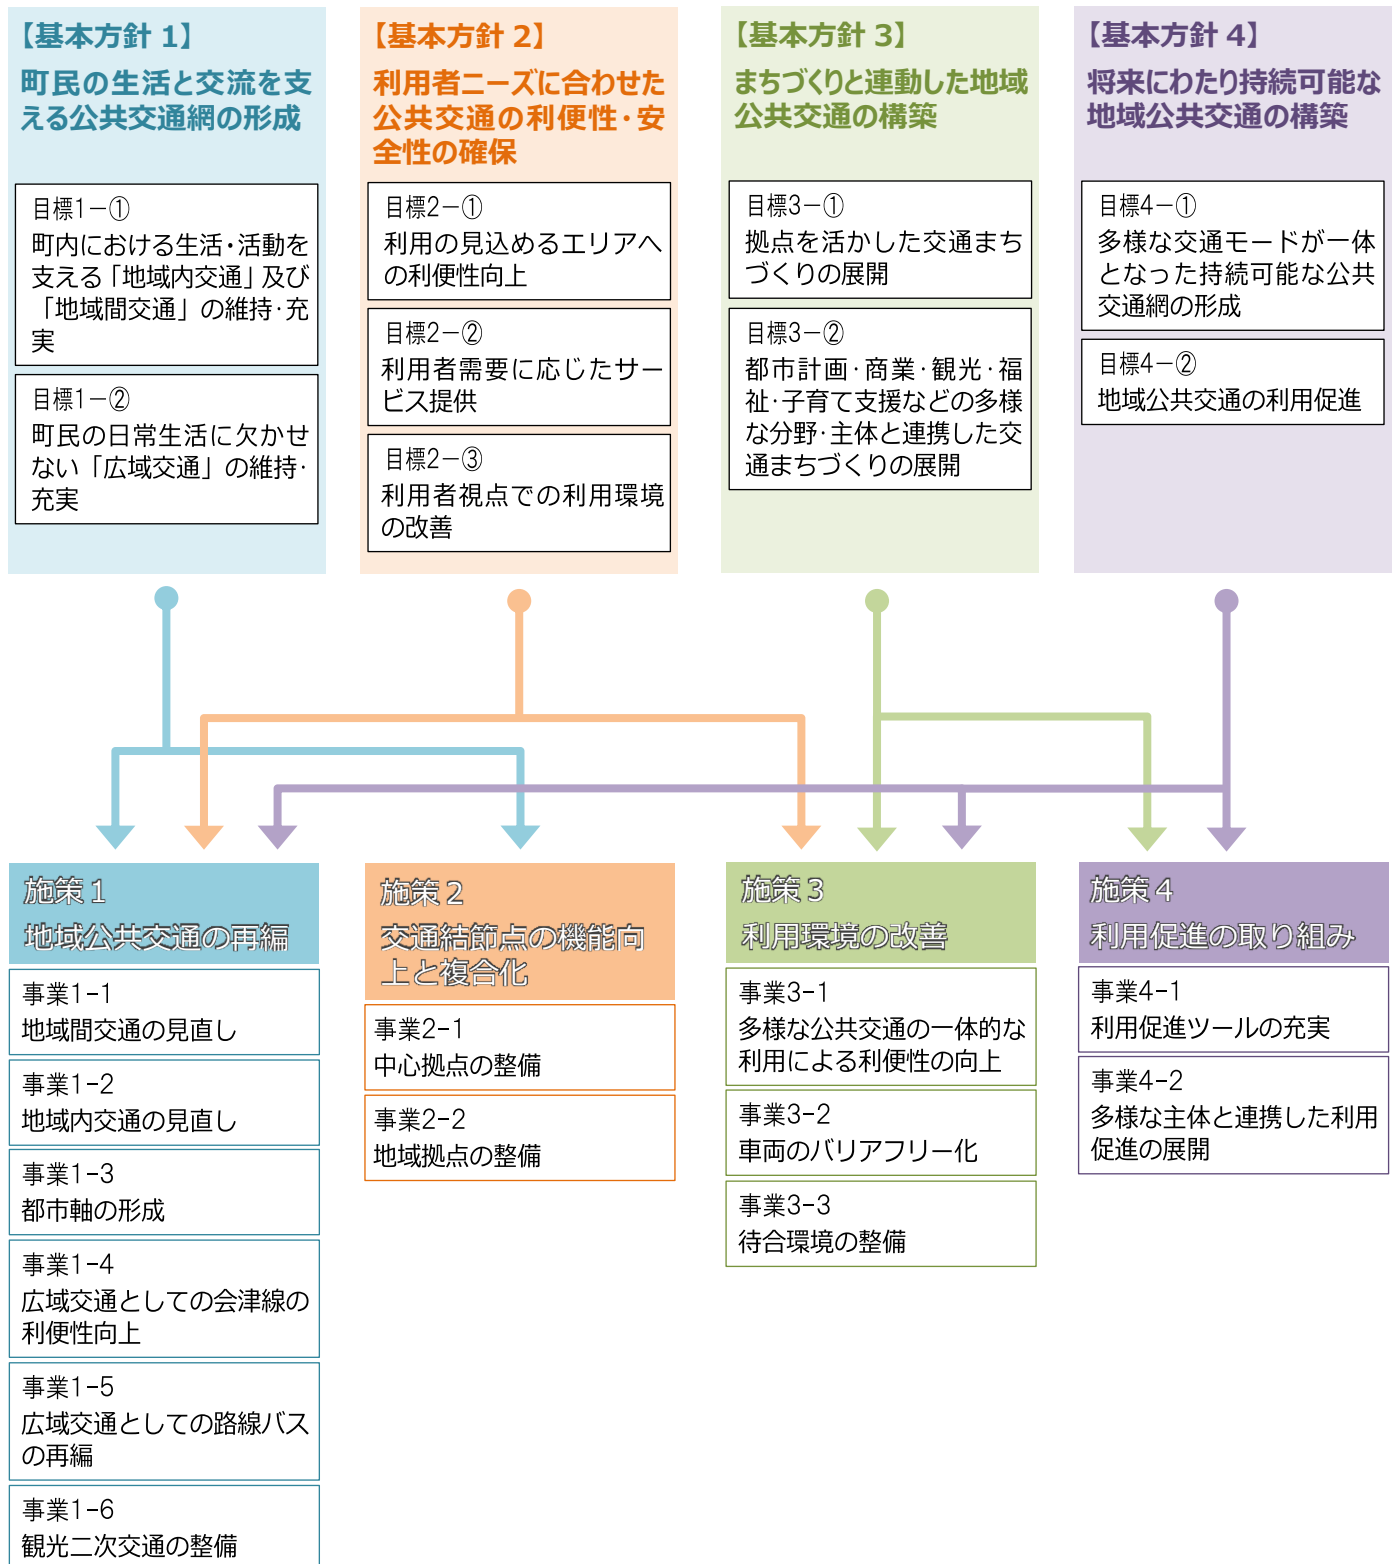 【基本方針 1】
町民の生活と交流を支
える公共交通網の形成
目標1－①
町内における生活・活動を
支える「地域内交通」及び
「地域間交通」の維持・充
実
目標1－②
町民の日常生活に欠かせ
ない「広域交通」の維持・
充実
【基本方針 2】
利用者ニーズに合わせた
公共交通の利便性・安
全性の確保
目標2－①
利用の見込めるエリアへ
の利便性向上
目標2－②
利用者需要に応じたサー
ビス提供
目標2－③
利用者視点での利用環境
の改善
【基本方針 3】
まちづくりと連動した地域
公共交通の構築
目標3－①
拠点を活かした交通まち
づくりの展開
目標3－②
都市計画・商業・観光・福
祉・子育て支援などの多様
な分野・主体と連携した交
通まちづくりの展開
【基本方針 4】
将来にわたり持続可能な
地域公共交通の構築
目標4－①
多様な交通モードが一体
となった持続可能な公共
交通網の形成
目標4－②
地域公共交通の利用促進
施策１
地域公共交通の再編
事業1-1
地域間交通の見直し
事業1-2
地域内交通の見直し
事業1-3
都市軸の形成
事業1-4
広域交通としての会津線の
利便性向上
事業1-5
広域交通としての路線バス
の再編
事業1-6
観光二次交通の整備
施策２
交通結節点の機能向
上と複合化
事業2-1
中心拠点の整備
事業2-2
地域拠点の整備
施策３
利用環境の改善
事業3-1
多様な公共交通の一体的な
利用による利便性の向上
事業3-2
車両のバリアフリー化
事業3-3
待合環境の整備
施策４
利用促進の取り組み
事業4-1
利用促進ツールの充実
事業4-2
多様な主体と連携した利用
促進の展開